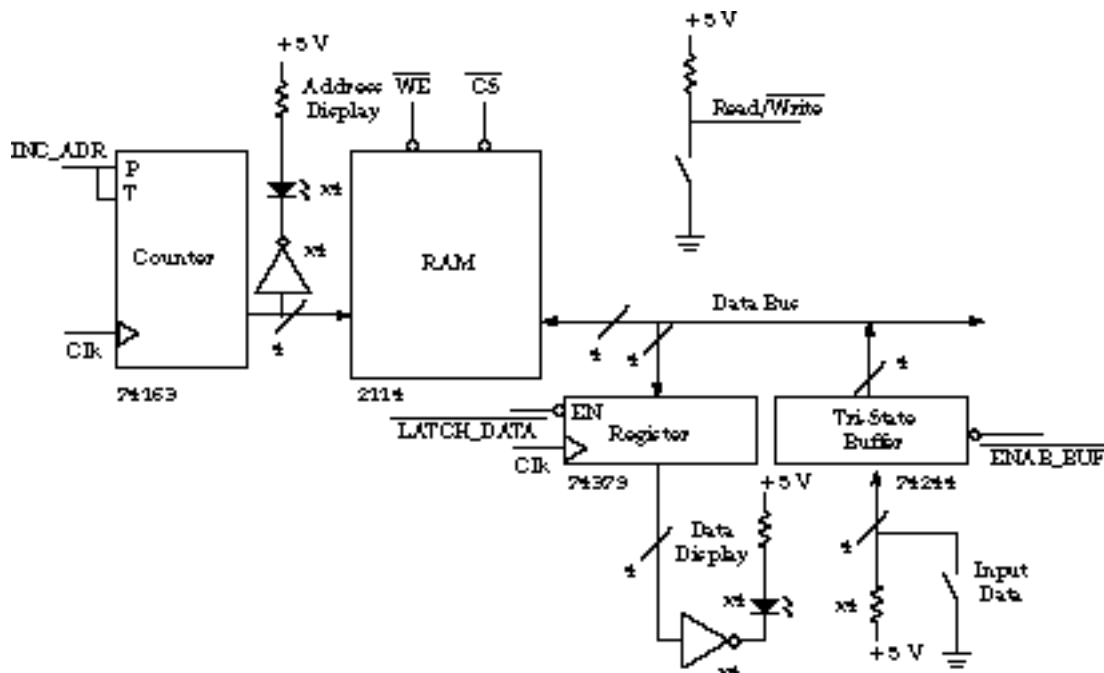 +5 V
+5 V
Address
Display
WE
CS
Read/Write
INC_ADR
P
T
x4
x4
Counter
RAM
Data Bus
Clk
4
4
4
4
74163
2114
EN
LATCH_DATA
Register
Tri-State
Buffer
ENAB_BUF
Clk
74379
+5 V
74244
4
Data
Display
4
Input
Data
x4
x4
+5 V
x4